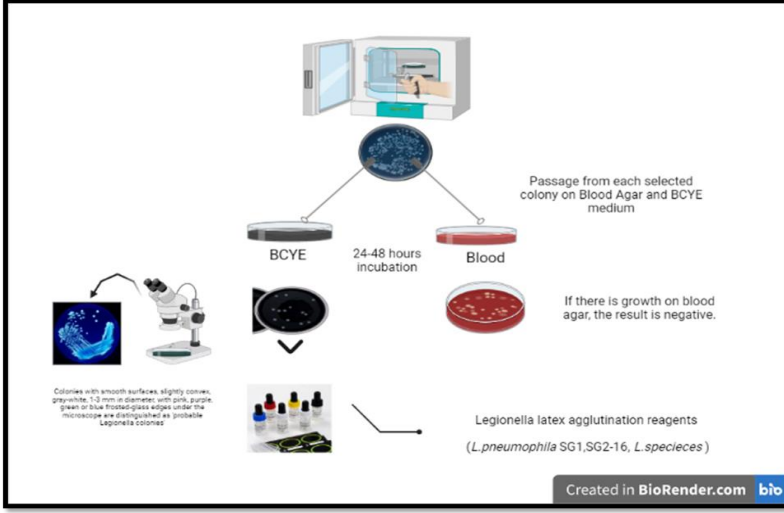 Passage from each selected
colony on Blood Agar and BCYE
medium
BCYE
24-48 hours
incubation
Blood
If there is growth on blood
agar, the result is negative.
Colonies with smooth surfaces, slightly convex,
gray-white, 1-3 mm in diameter, with pink, purple,
green or blue frosted-glass edges under the
microscope are distinguished as 'probable
Legionella colonies'
Legionella latex agglutination reagents
(L.pneumophila SG1,SG2-16, L.specieces )
Created in BioRender.com bio